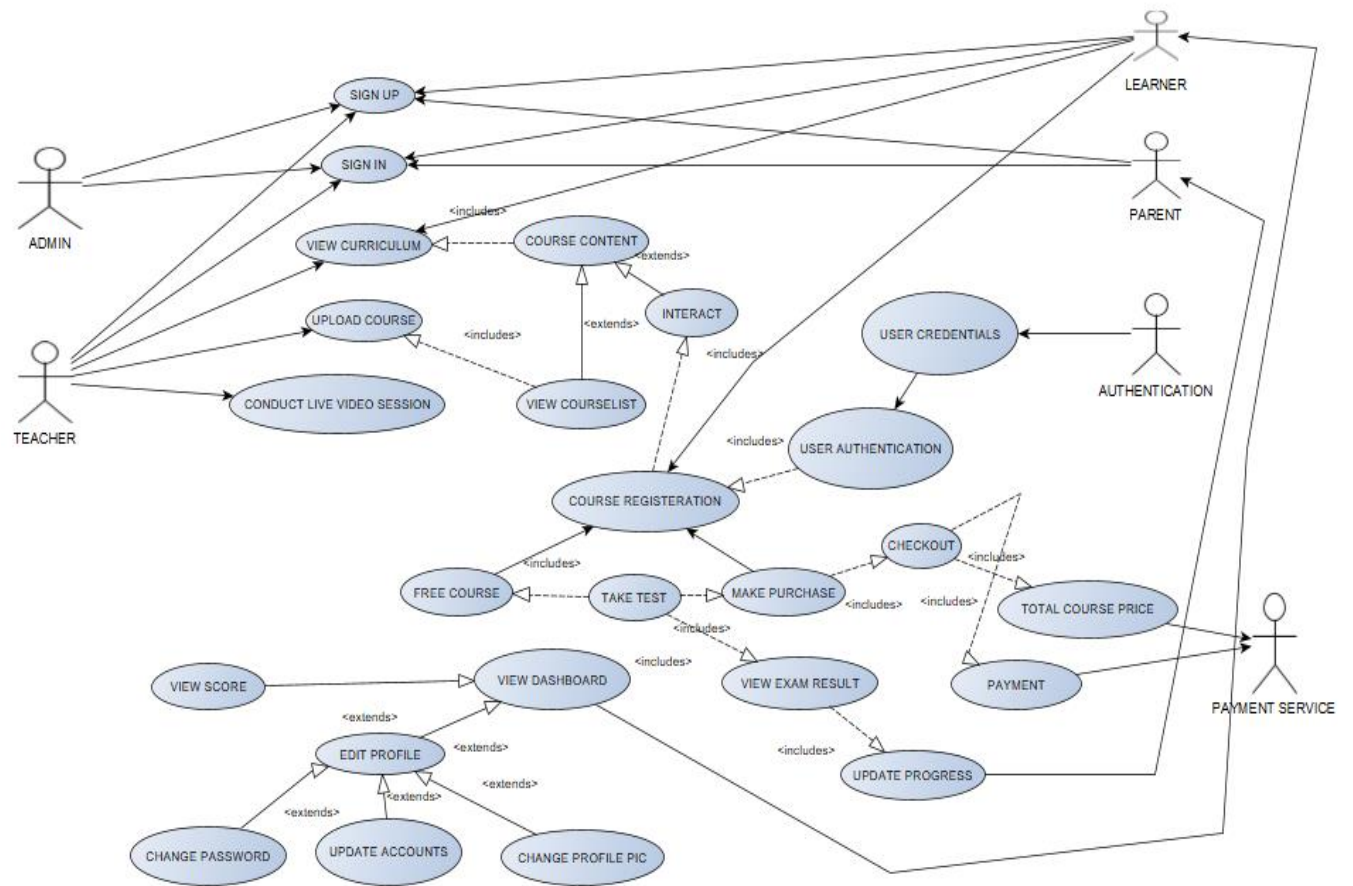 LEARNER
SIGN UP
SIGN IN
PARENT
ADMIN
<includes>
VIEW CURRICULUM
COURSE CONTENT
<extends>
INTERACT
UPLOAD COURSE
<includes>
<extends>
<includes>
USER CREDENTIALS
AUTHENTICATION
CONDUCT LIVE VIDEO SESSION
VIEW COURSELIST
TEACHER
<includes>
USER AUTHENTICATION
COURSE REGISTERATION
CHECKOUT
<includes>
<includes>
FREE COURSE
TAKE TEST
MAKE PURCHASE
<includes>
<includes>
TOTAL COURSE PRICE
<includes>
<includes>
VIEW SCORE
VIEW DASHBOARD
VIEW EXAM RESULT
PAYMENT
PAYMENT SERVICE
<extends>
EDIT PROFILE
<extends>
<includes>
UPDATE PROGRESS
<extends>
<extends>
<extends>
CHANGE PASSWORD
UPDATE ACCOUNTS
CHANGE PROFILE PIC